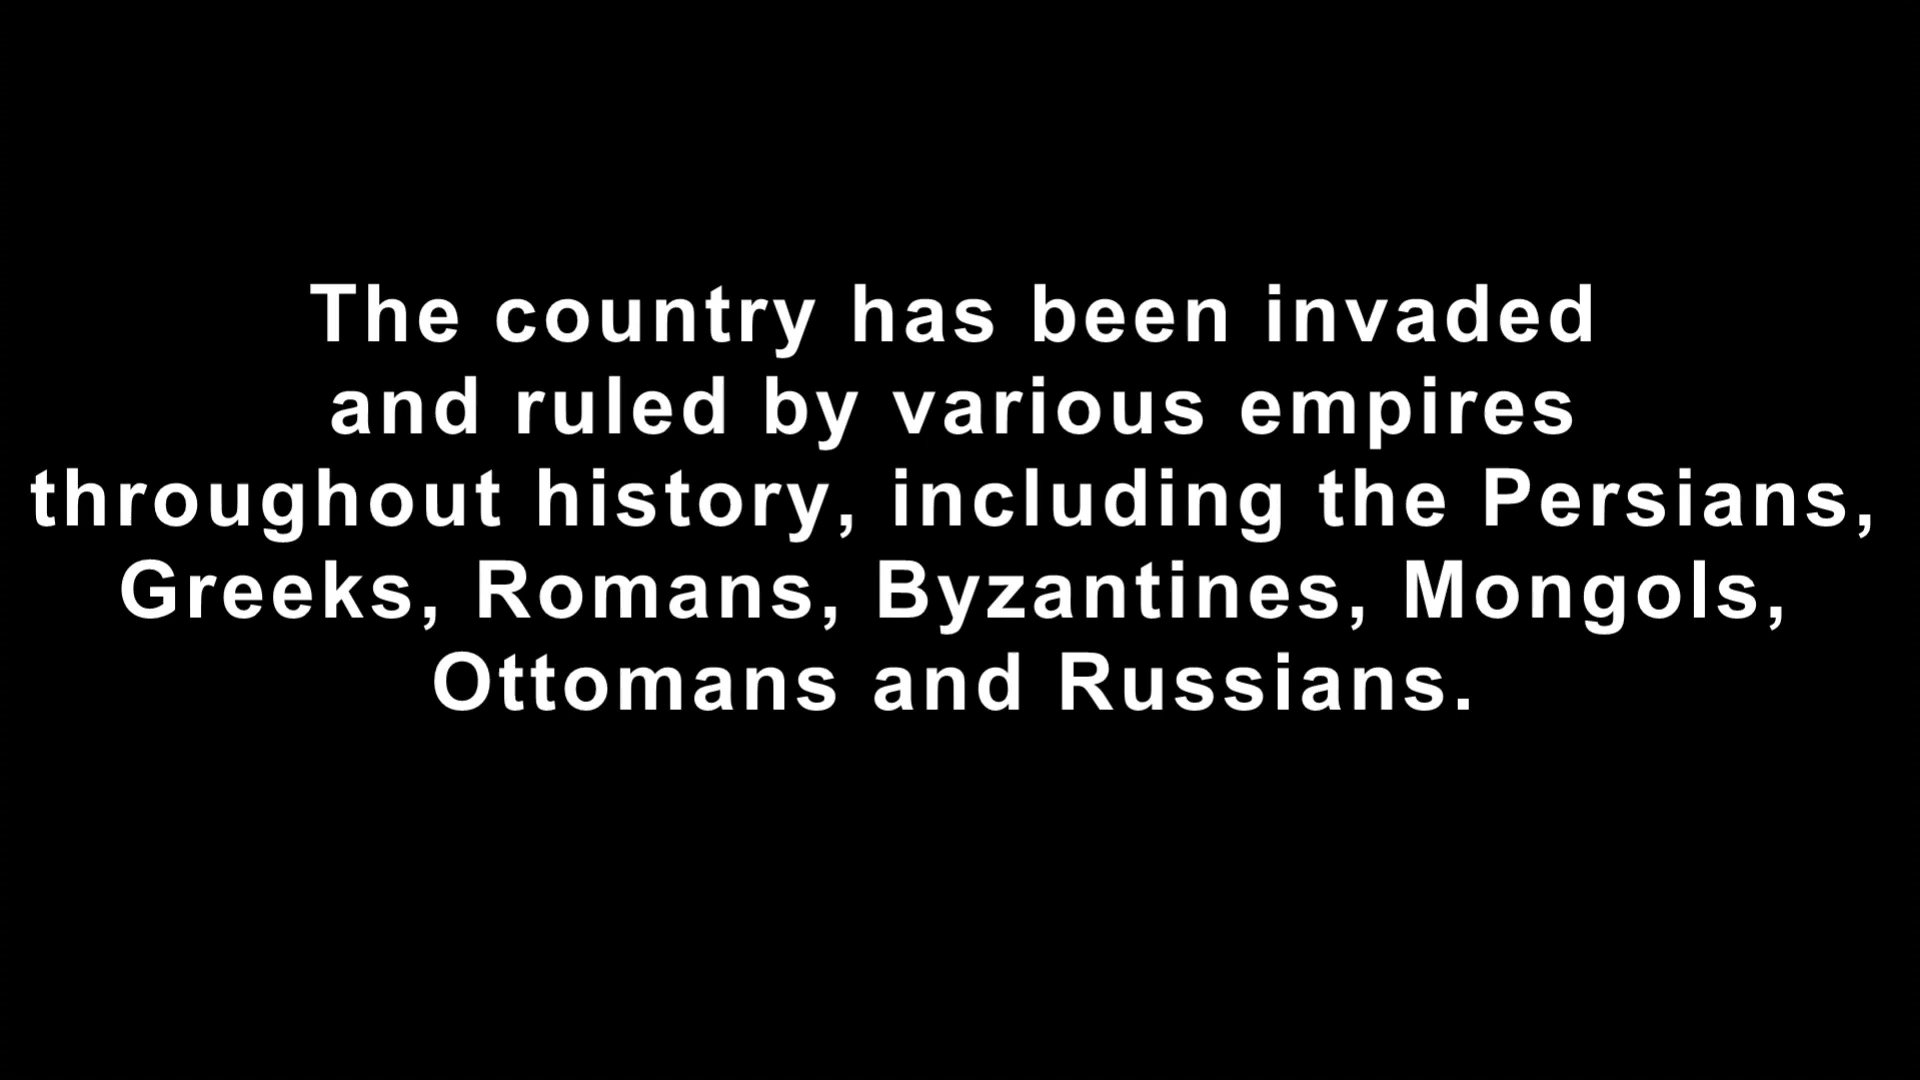 The country has been invaded
and ruled by various empires
throughout history, including the Persians,
Greeks, Romans, Byzantines, Mongols,
Ottomans and Russians.